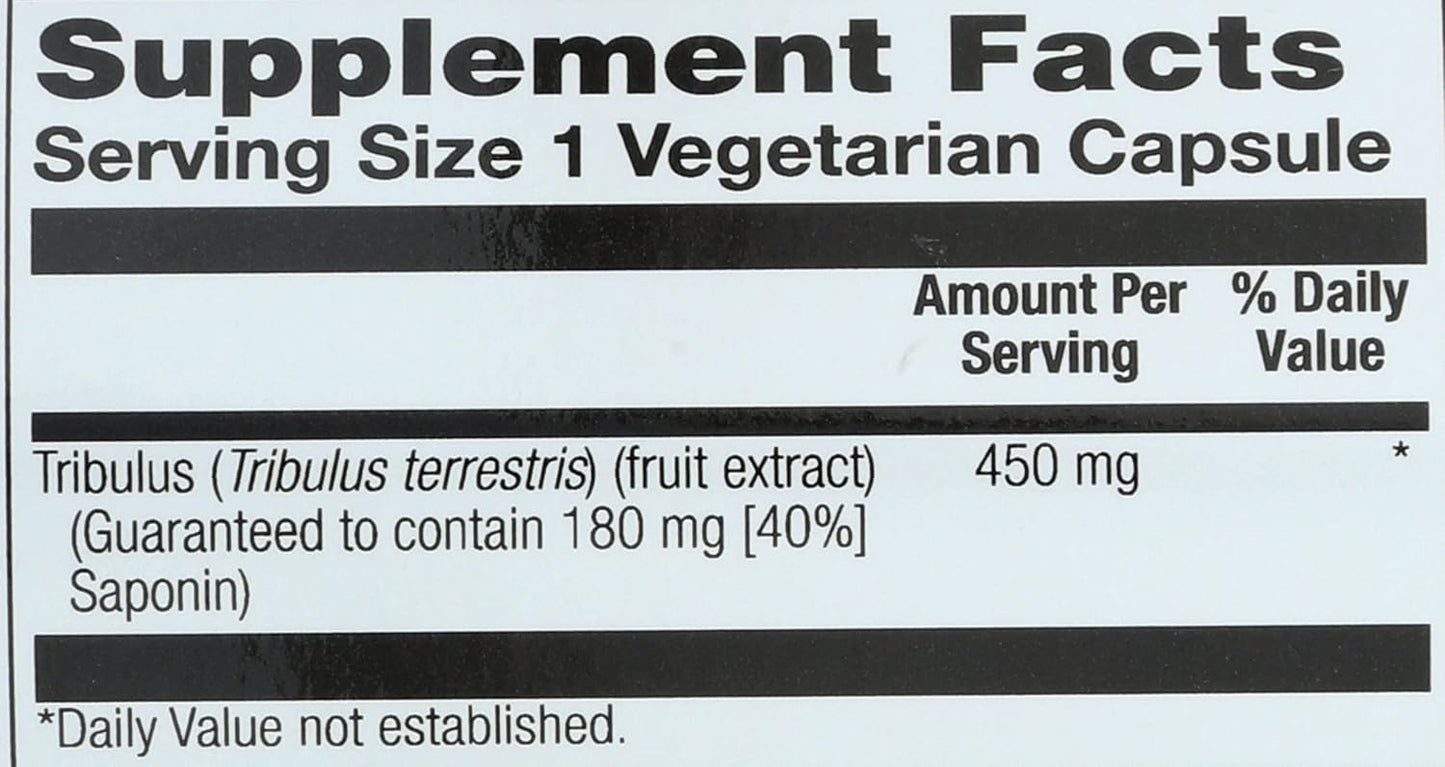 Supplement Facts
Serving Size 1 Vegetarian Capsule
Amount Per Serving
% Daily Value
Tribulus (Tribulus terrestris) (fruit extract) 450 mg *
(Guaranteed to contain 180 mg [40%]
Saponin)
*Daily Value not established.